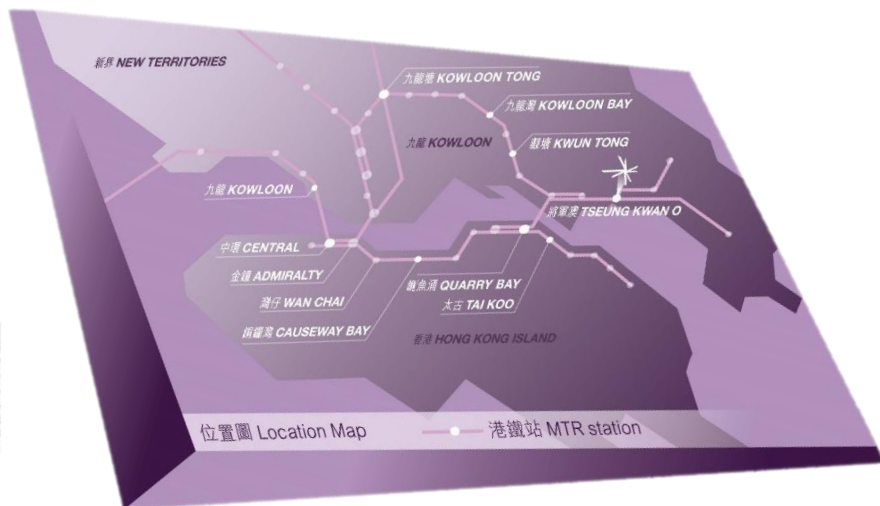 新界 NEW TERRITORIES
九龍塘 KOWLOON TONG
九龍灣 KOWLOON BAY
九龍 KOWLOON
觀塘 KWUN TONG
九龍 KOWLOON
將軍澳 TSEUNG KWAN O
中環 CENTRAL
金鐘 ADMIRALTY
鰂魚涌 QUARRY BAY
灣仔 WAN CHAI
太古 TAI KOO
銅鑼灣 CAUSEWAY BAY
香港 HONG KONG ISLAND
位置圖 Location Map
港鐵站 MTR station